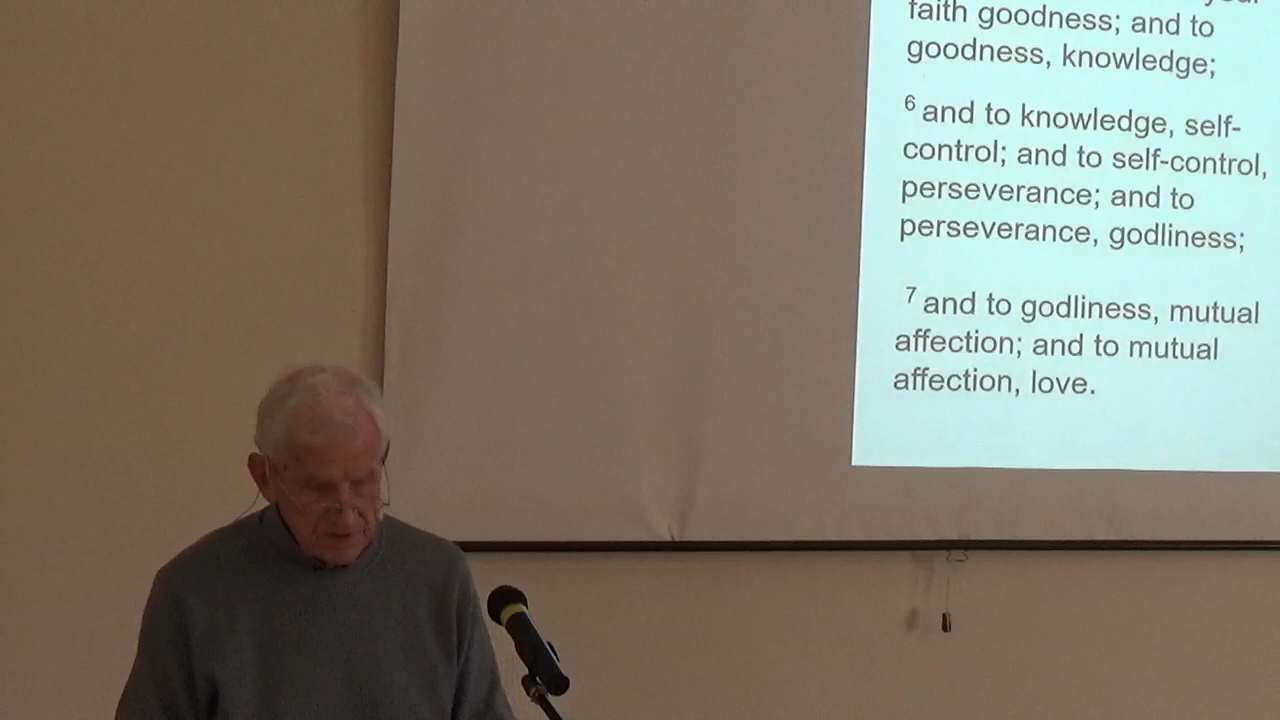 faith goodness; and to
goodness, knowledge;
6 and to knowledge, self-
control; and to self-control,
perseverance; and to
perseverance, godliness;
7 and to godliness, mutual
affection; and to mutual
affection, love.